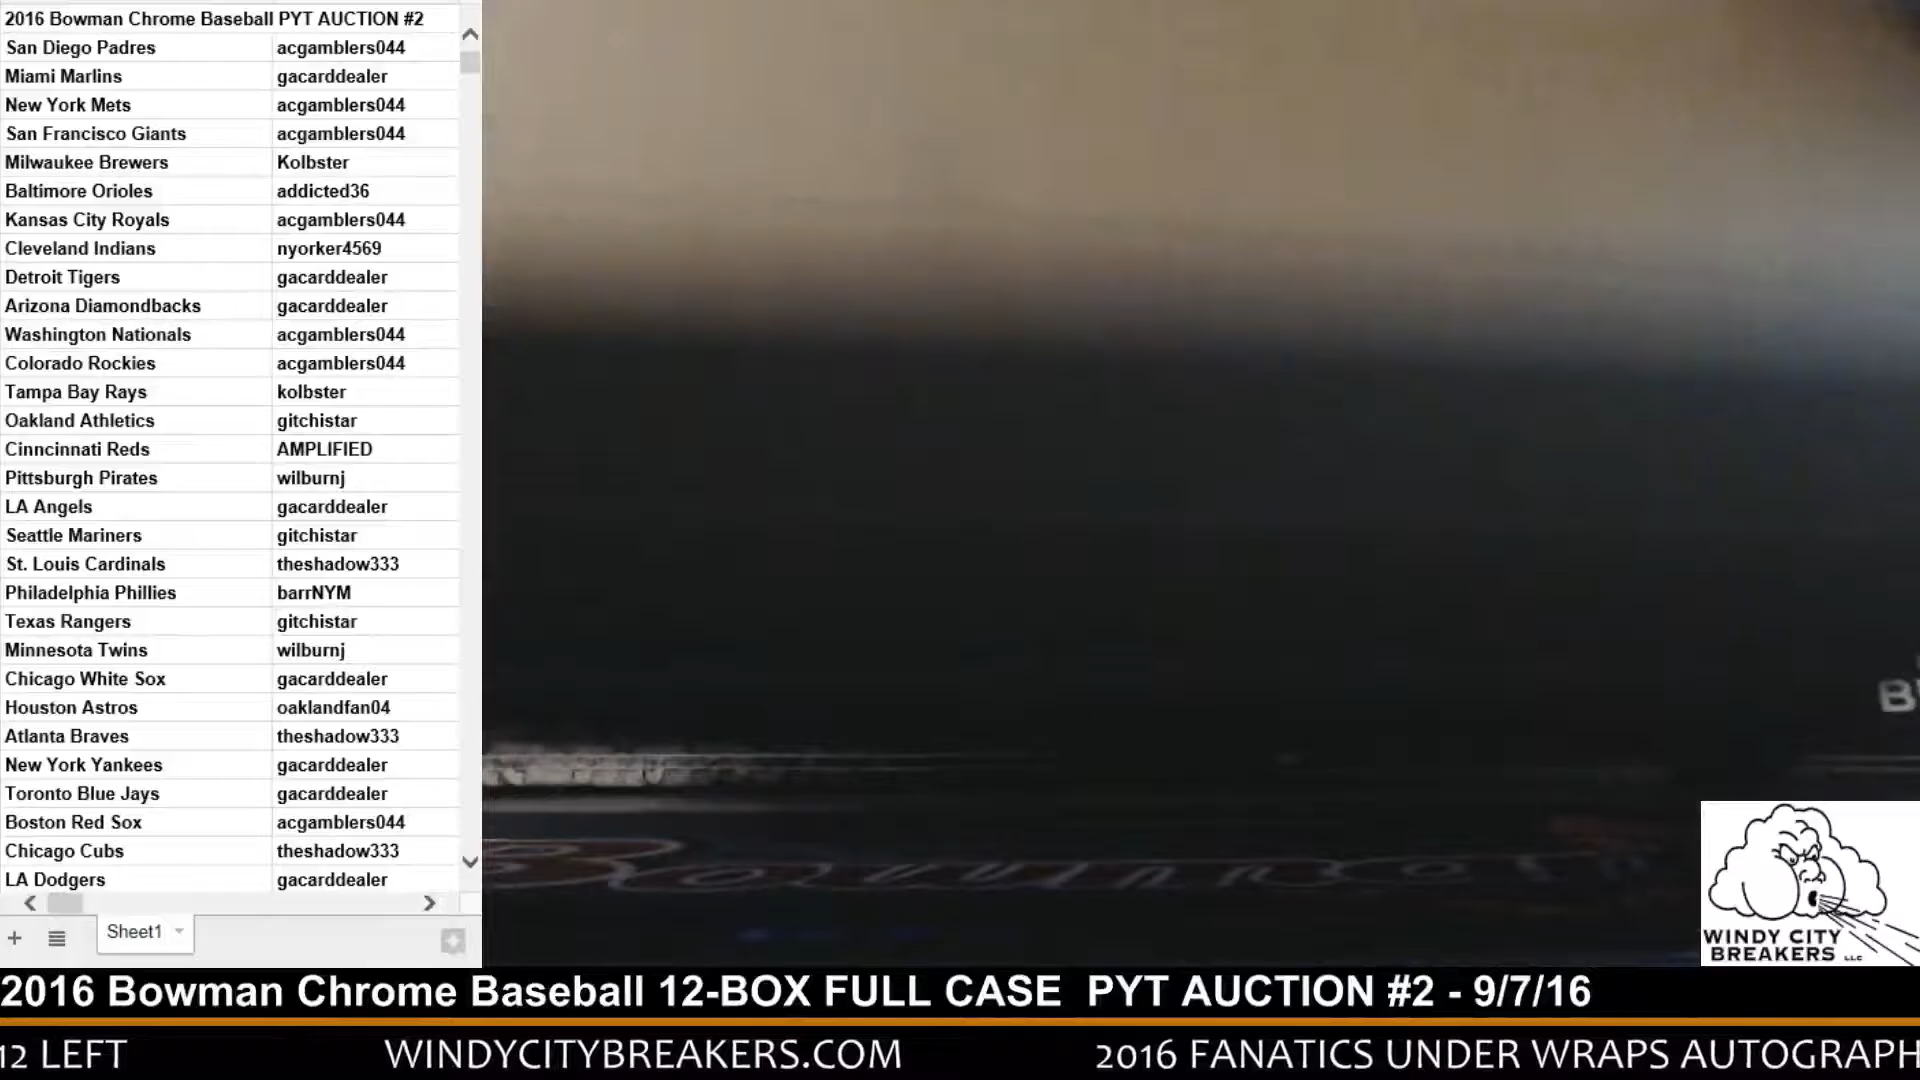 2016 Bowman Chrome Baseball PYT AUCTION #2
San Diego Padres acgamblers044
Miami Marlins gacarddealer
New York Mets acgamblers044
San Francisco Giants acgamblers044
Milwaukee Brewers Kolbster
Baltimore Orioles addicted36
Kansas City Royals acgamblers044
Cleveland Indians nyorker4569
Detroit Tigers gacarddealer
Arizona Diamondbacks gacarddealer
Washington Nationals acgamblers044
Colorado Rockies acgamblers044
Tampa Bay Rays kolbster
Oakland Athletics gitchistar
Cinncinnati Reds AMPLIFIED
Pittsburgh Pirates wilburnj
LA Angels gacarddealer
Seattle Mariners gitchistar
St. Louis Cardinals theshadow333
Philadelphia Phillies barrNYM
Texas Rangers gitchistar
Minnesota Twins wilburnj
Chicago White Sox gacarddealer
Houston Astros oaklandfan04
Atlanta Braves theshadow333
New York Yankees gacarddealer
Toronto Blue Jays gacarddealer
Boston Red Sox acgamblers044
Chicago Cubs theshadow333
LA Dodgers gacarddealer
Sheet1
Bowman
WINDY CITY
BREAKERS LLC
2016 Bowman Chrome Baseball 12-BOX FULL CASE PYT AUCTION #2 - 9/7/16
12 LEFT WINDYCITYBREAKERS.COM 2016 FANATICS UNDER WRAPS AUTOGRAPH